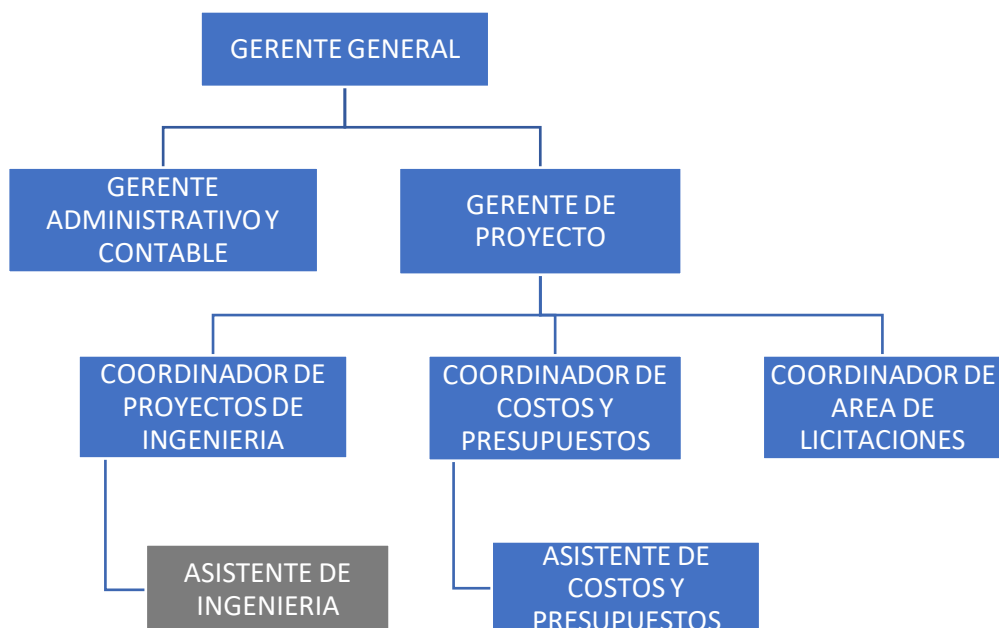 GERENTE GENERAL
GERENTE
ADMINISTRATIVO Y
CONTABLE
GERENTE DE
PROYECTO
COORDINADOR DE
PROYECTOS DE
INGENIERIA
COORDINADOR DE
COSTOS Y
PRESUPUESTOS
COORDINADOR DE
AREA DE
LICITACIONES
ASISTENTE DE
INGENIERIA
ASISTENTE DE
COSTOS Y
PRESUPUESTOS